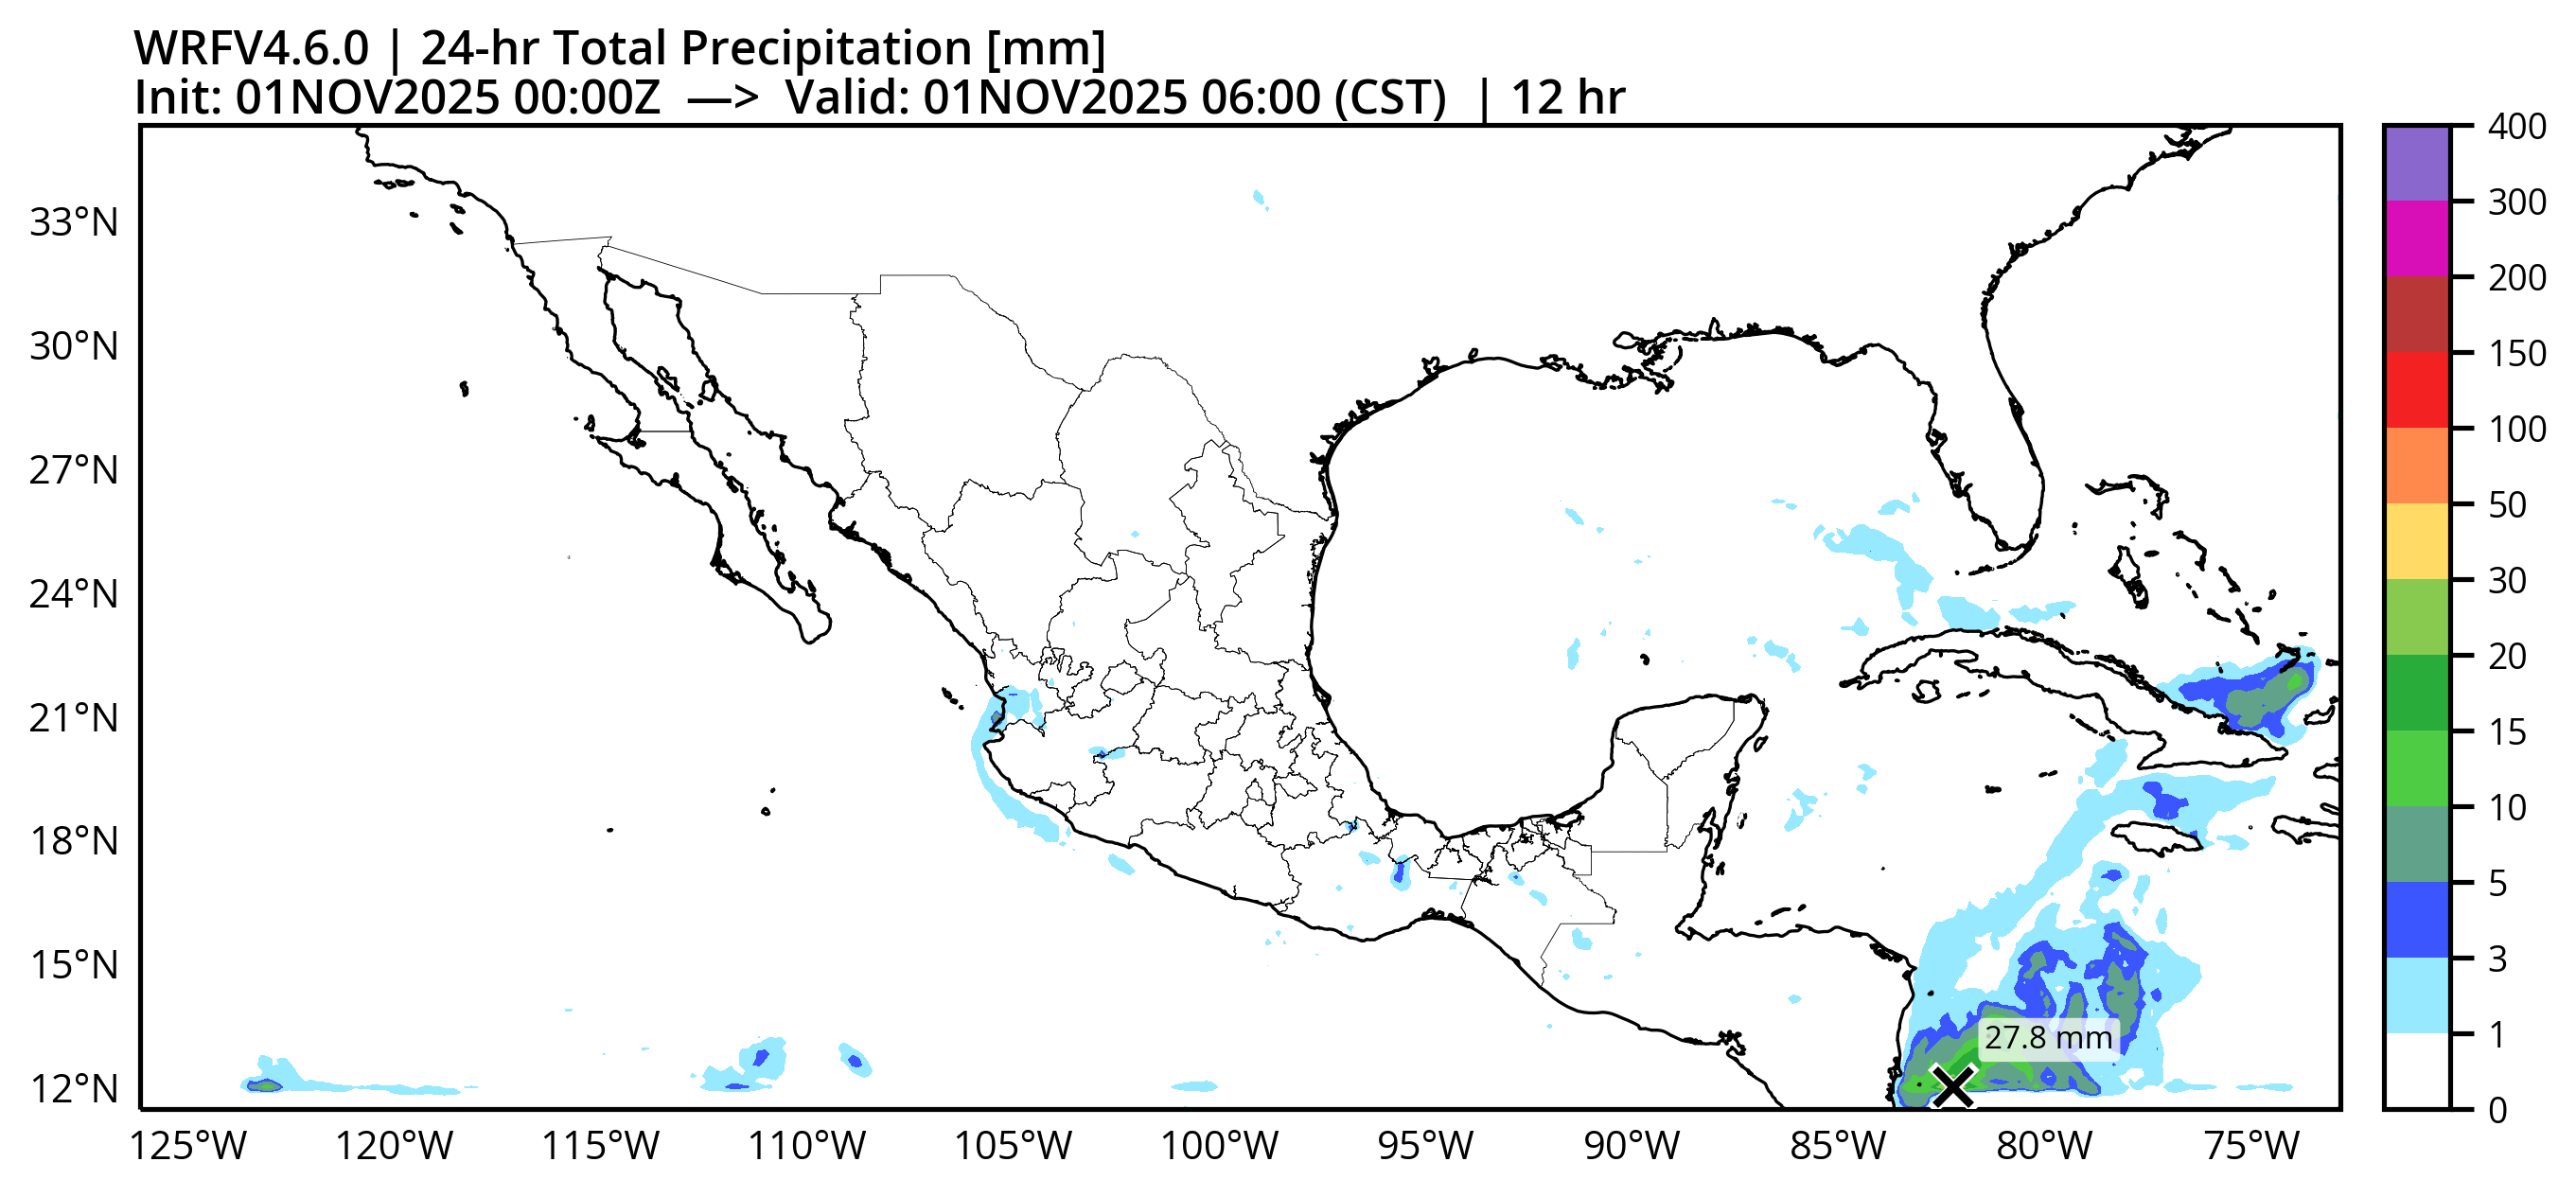 WRFV4.6.0 | 24-hr Total Precipitation [mm]
Init: 01NOV2025 00:00Z —> Valid: 01NOV2025 06:00 (CST) | 12 hr
33°N
30°N
27°N
24°N
21°N
18°N
15°N
12°N
125°W
120°W
115°W
110°W
105°W
100°W
95°W
90°W
85°W
80°W
75°W
27.8 mm
400
300
200
150
100
50
30
20
15
10
5
3
1
0